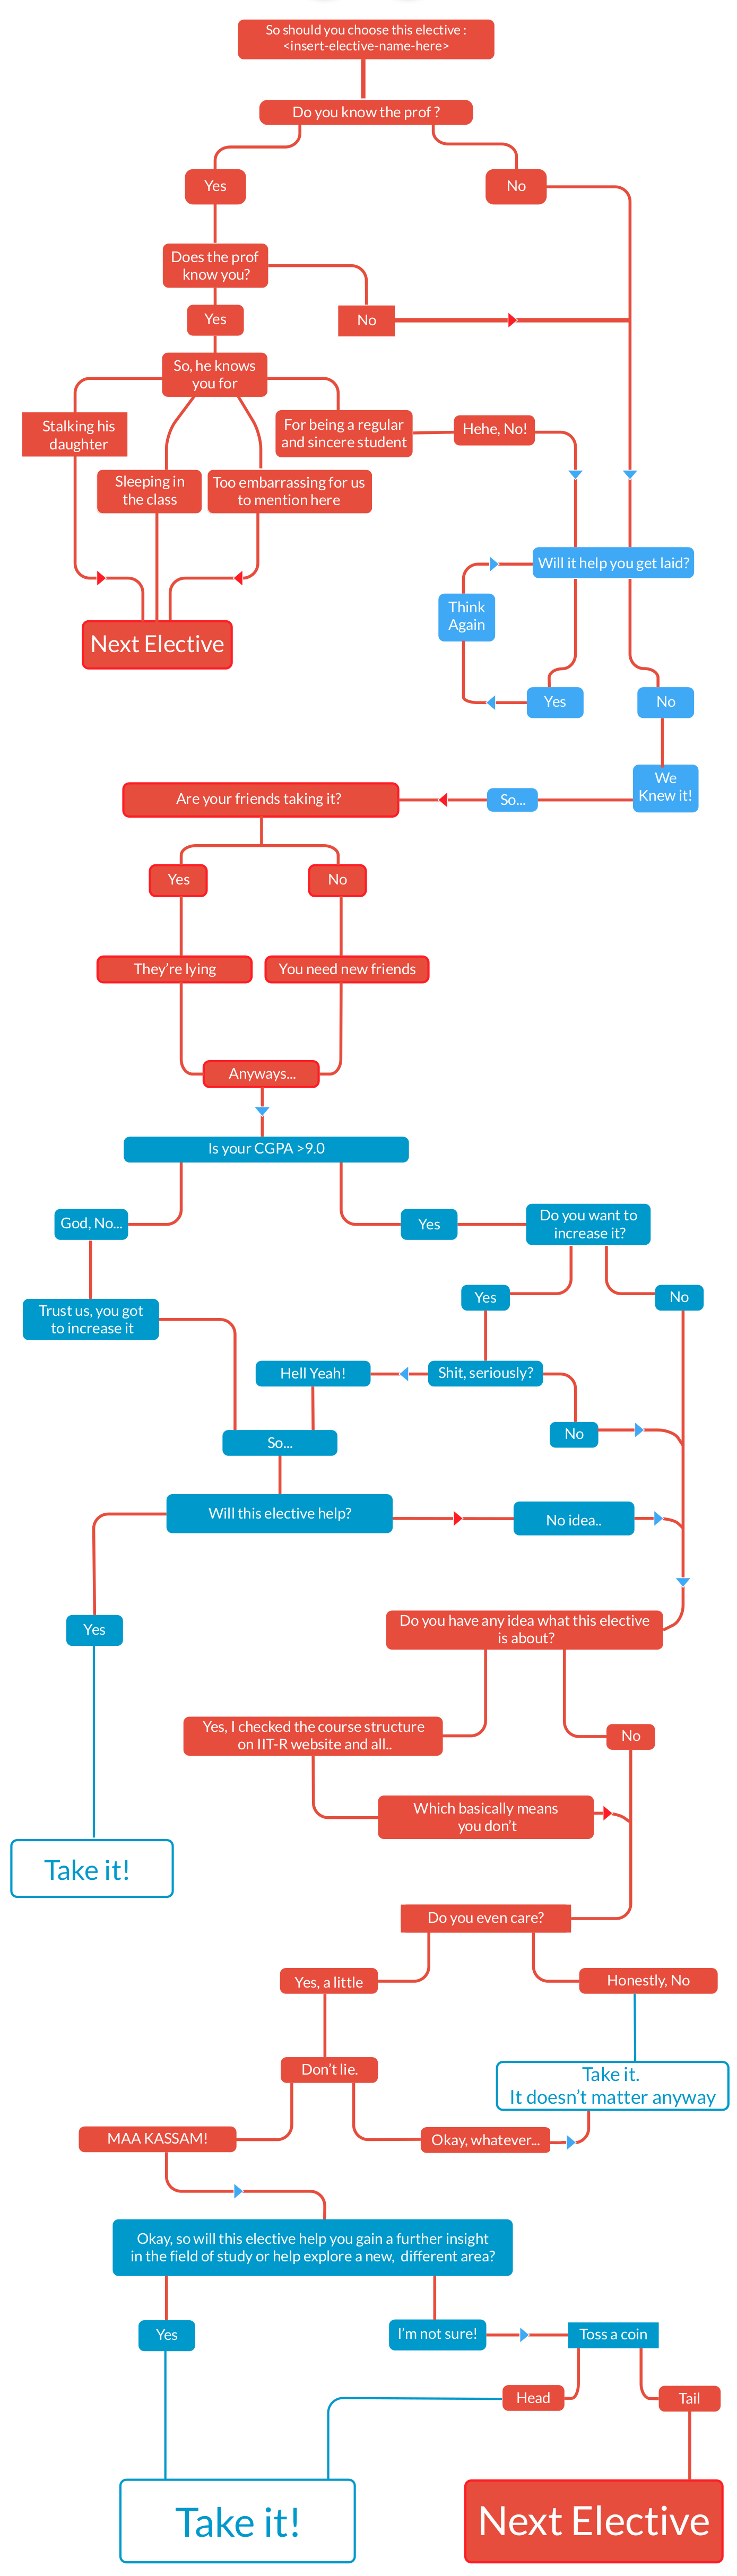 So should you choose this elective :
<insert-elective-name-here>
Do you know the prof ?
Yes
No
Does the prof
know you?
Yes
No
So, he knows
you for
Stalking his
daughter
For being a regular
and sincere student
Hehe, No!
Sleeping in
the class
Too embarrassing for us
to mention here
Will it help you get laid?
Think
Again
Next Elective
Yes
No
We
Knew it!
So...
Are your friends taking it?
Yes
No
They're lying
You need new friends
Anyways...
Is your CGPA >9.0
God, No...
Yes
Do you want to
increase it?
Yes
No
Trust us, you got
to increase it
Hell Yeah!
Shit, seriously?
No
So...
Will this elective help?
No idea..
Yes
Do you have any idea what this elective
is about?
Yes, I checked the course structure
on IIT-R website and all..
No
Which basically means
you don't
Take it!
Do you even care?
Yes, a little
Honestly, No
Don't lie.
Take it.
It doesn't matter anyway
MAA KASSAM!
Okay, whatever...
Okay, so will this elective help you gain a further insight
in the field of study or help explore a new, different area?
Yes
I'm not sure!
Toss a coin
Head
Tail
Take it!
Next Elective